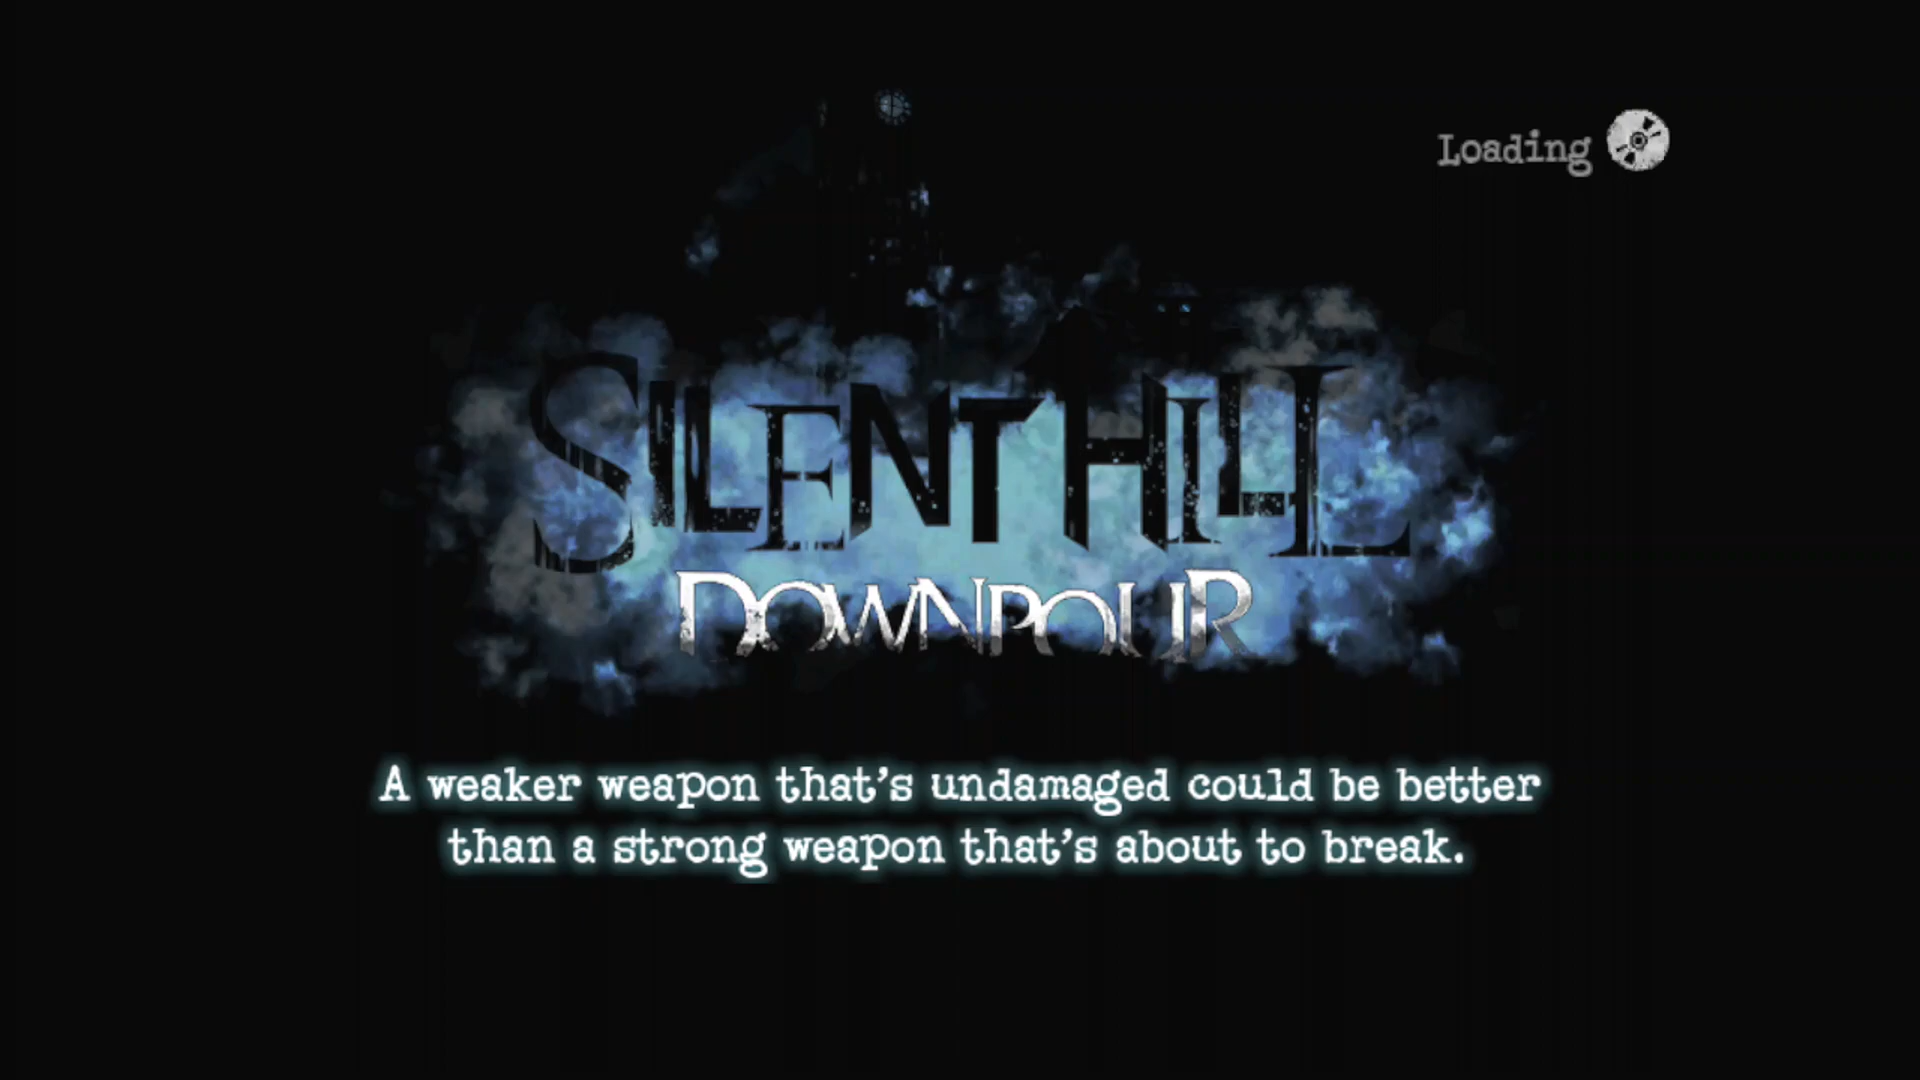 Loading
SILENT HILL
DOWNPOUR
A weaker weapon that's undamaged could be better
than a strong weapon that's about to break.